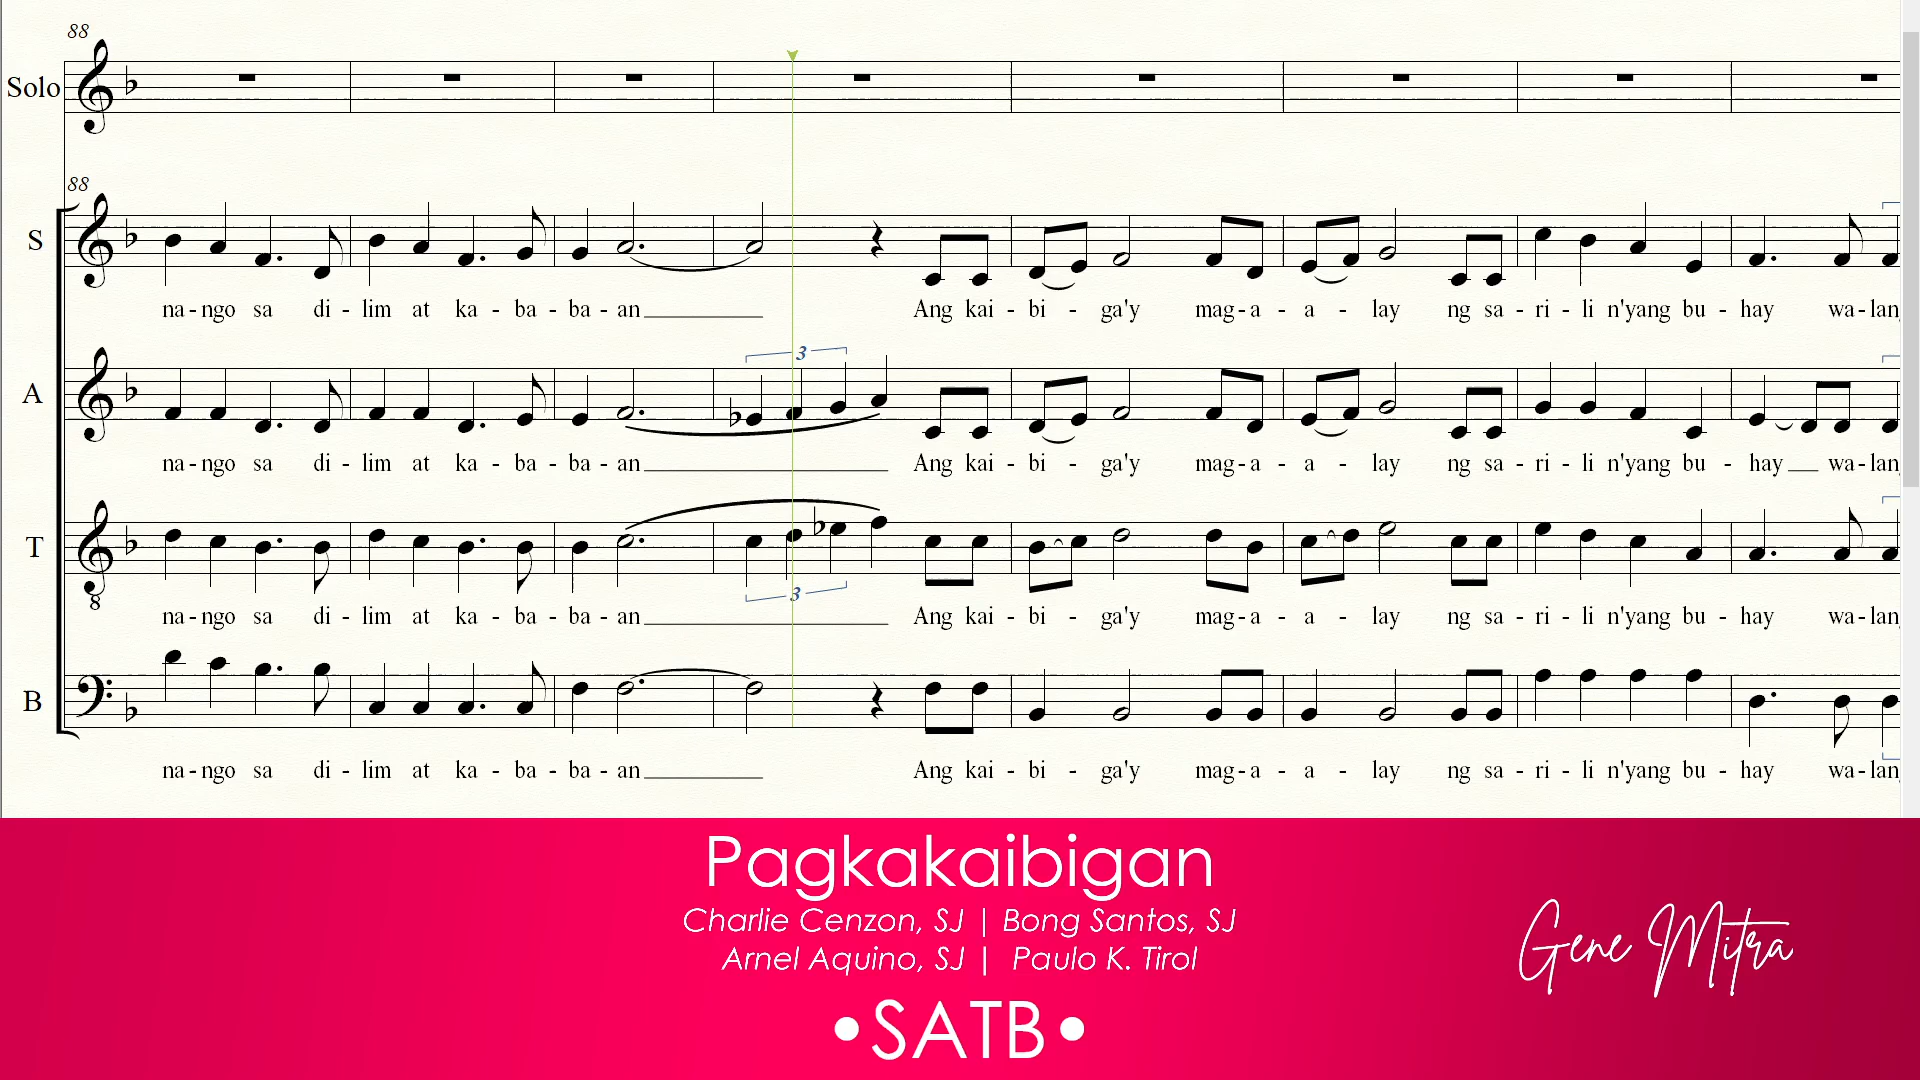 88
Solo
88
S
na - ngo sa di - lim at ka - ba - ba - an Ang kai - bi - ga'y mag - a - a - lay ng sa - ri - li n'yang bu - hay wa - lan
3
A
na - ngo sa di - lim at ka - ba - ba - an Ang kai - bi - ga'y mag - a - a - lay ng sa - ri - li n'yang bu - hay wa - lan
T
8
3
na - ngo sa di - lim at ka - ba - ba - an Ang kai - bi - ga'y mag - a - a - lay ng sa - ri - li n'yang bu - hay wa - lan
B
na - ngo sa di - lim at ka - ba - ba - an Ang kai - bi - ga'y mag - a - a - lay ng sa - ri - li n'yang bu - hay wa - lan
Pagkakaibigan
Charlie Cenzon, SJ | Bong Santos, SJ
Arnel Aquino, SJ | Paulo K. Tirol
Gene Mitra
•SATB•